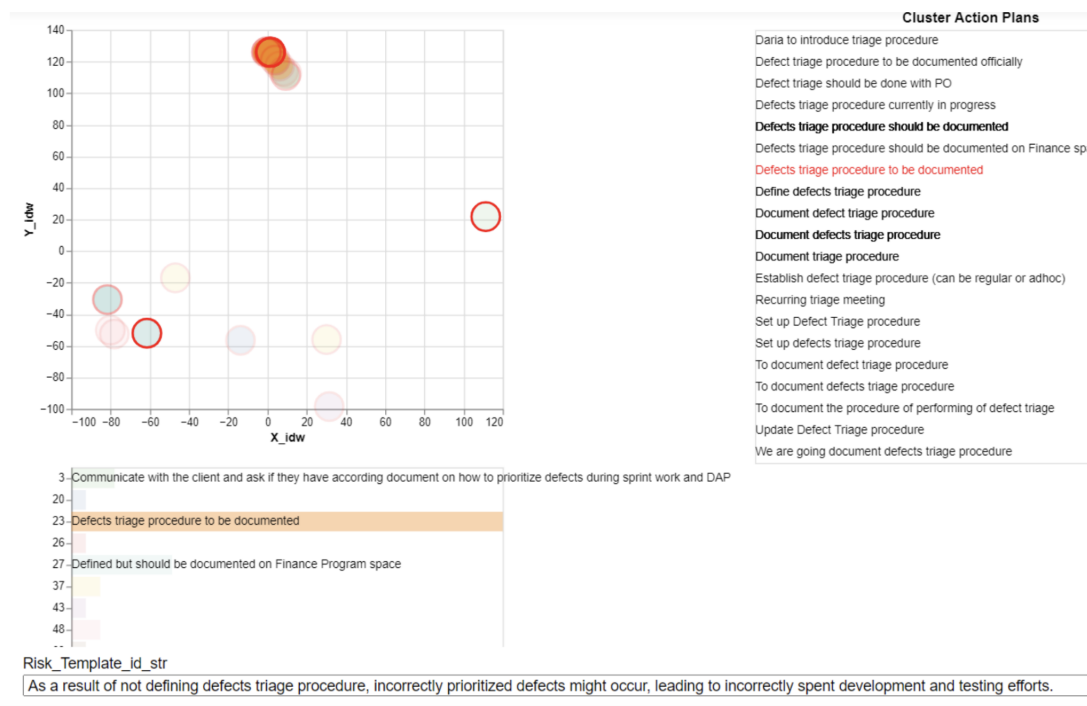 Cluster Action Plans
140
120
100
80
60
40
20
0
−20
−40
−60
−80
−100
Y_idw
−100 −80 −60 −40 −20 0 20 40 60 80 100 120
X_idw
Daria to introduce triage procedure
Defect triage procedure to be documented officially
Defect triage should be done with PO
Defects triage procedure currently in progress
Defects triage procedure should be documented
Defects triage procedure should be documented on Finance sp
Defects triage procedure to be documented
Define defects triage procedure
Document defect triage procedure
Document defects triage procedure
Document triage procedure
Establish defect triage procedure (can be regular or adhoc)
Recurring triage meeting
Set up Defect Triage procedure
Set up defects triage procedure
To document defect triage procedure
To document defects triage procedure
To document the procedure of performing of defect triage
Update Defect Triage procedure
We are going document defects triage procedure
3 Communicate with the client and ask if they have according document on how to prioritize defects during sprint work and DAP
20
23 Defects triage procedure to be documented
26
27 Defined but should be documented on Finance Program space
37
43
48
Risk_Template_id_str
As a result of not defining defects triage procedure, incorrectly prioritized defects might occur, leading to incorrectly spent development and testing efforts.